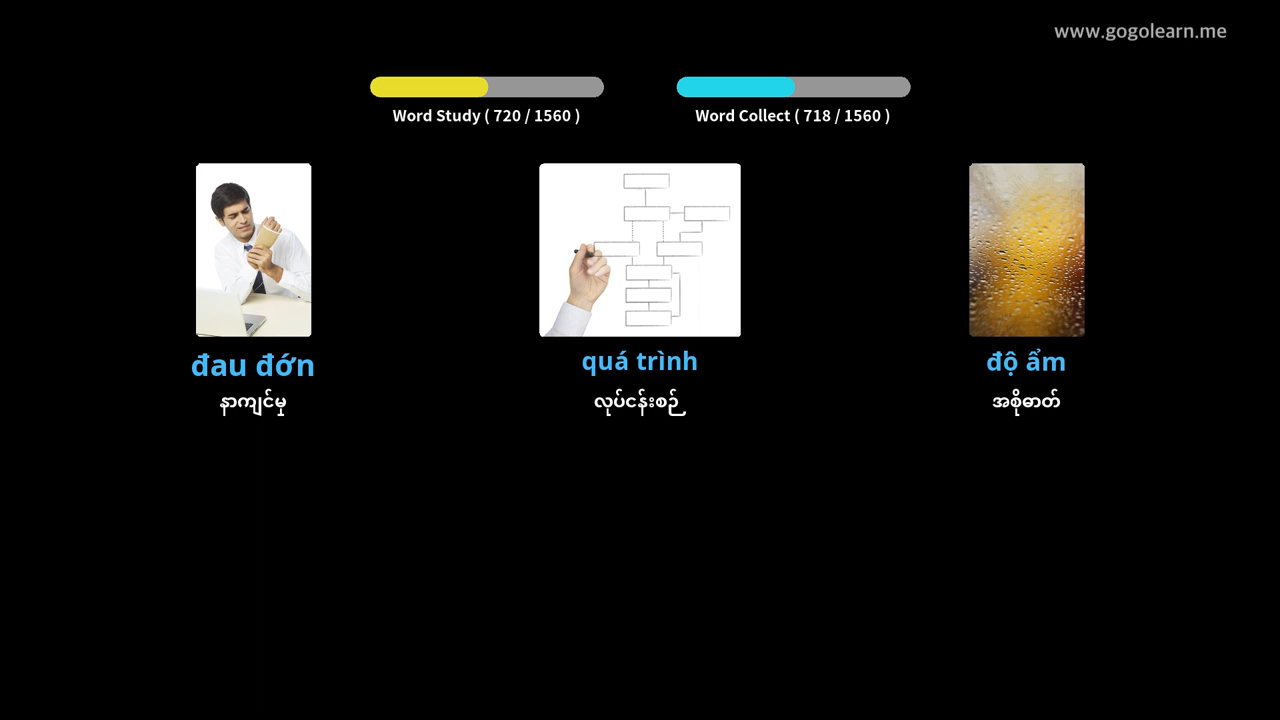 www.gogolearn.me
Word Study ( 720 / 1560 )
Word Collect ( 718 / 1560 )
đau đớn
quá trình
độ ẩm
နာကျင်မှု
လုပ်ငန်းစဉ်
အစိုဓာတ်